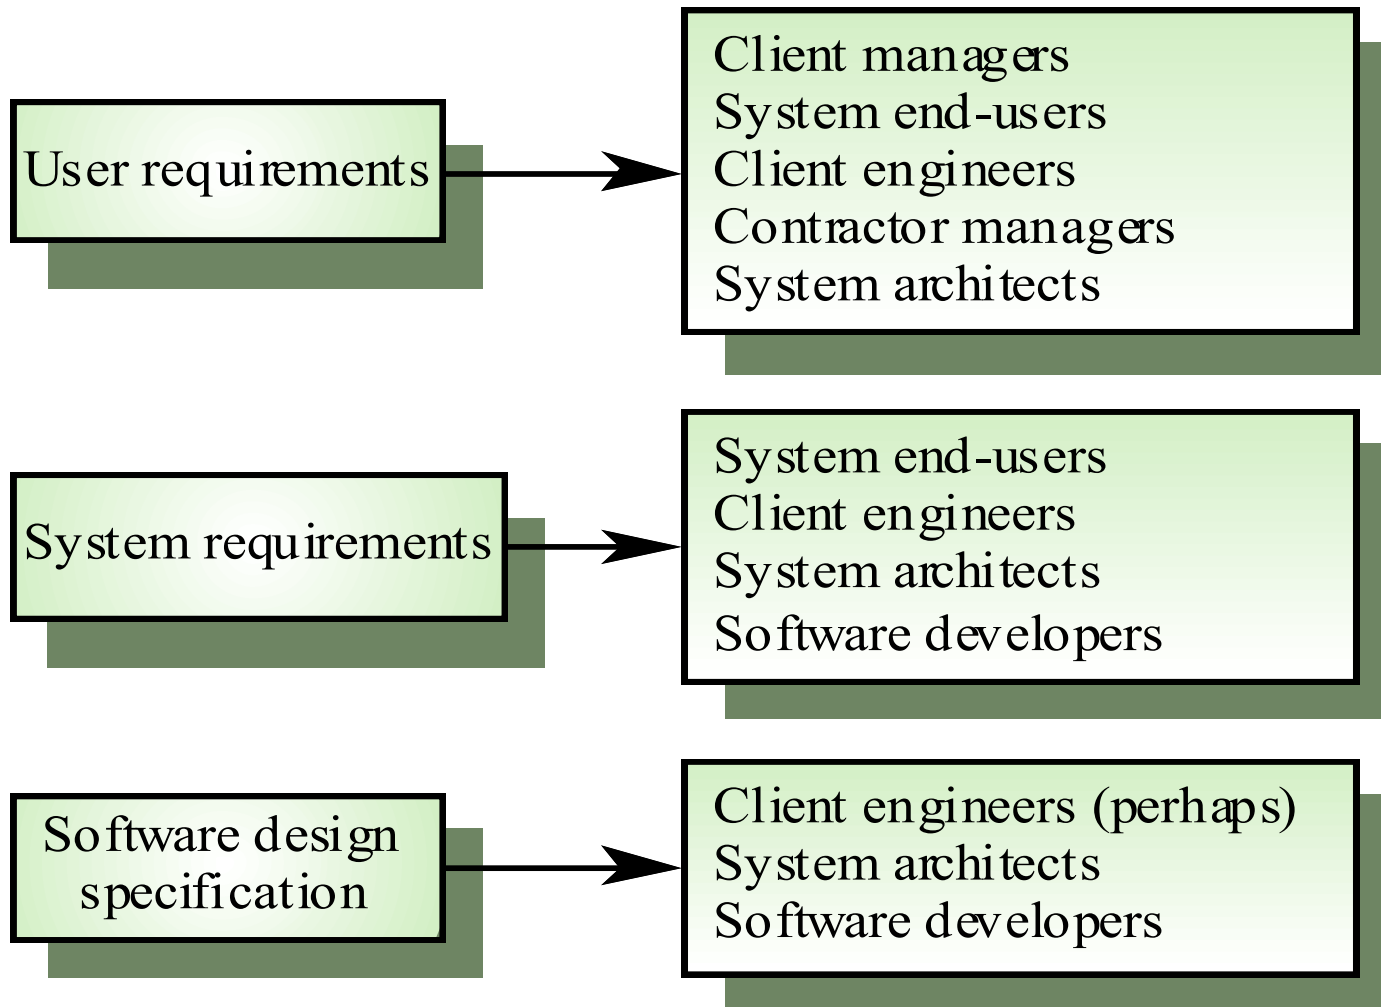 User requirements
Client managers
System end-users
Client engineers
Contractor managers
System architects
System requirements
System end-users
Client engineers
System architects
Software developers
Software design
specification
Client engineers (perhaps)
System architects
Software developers